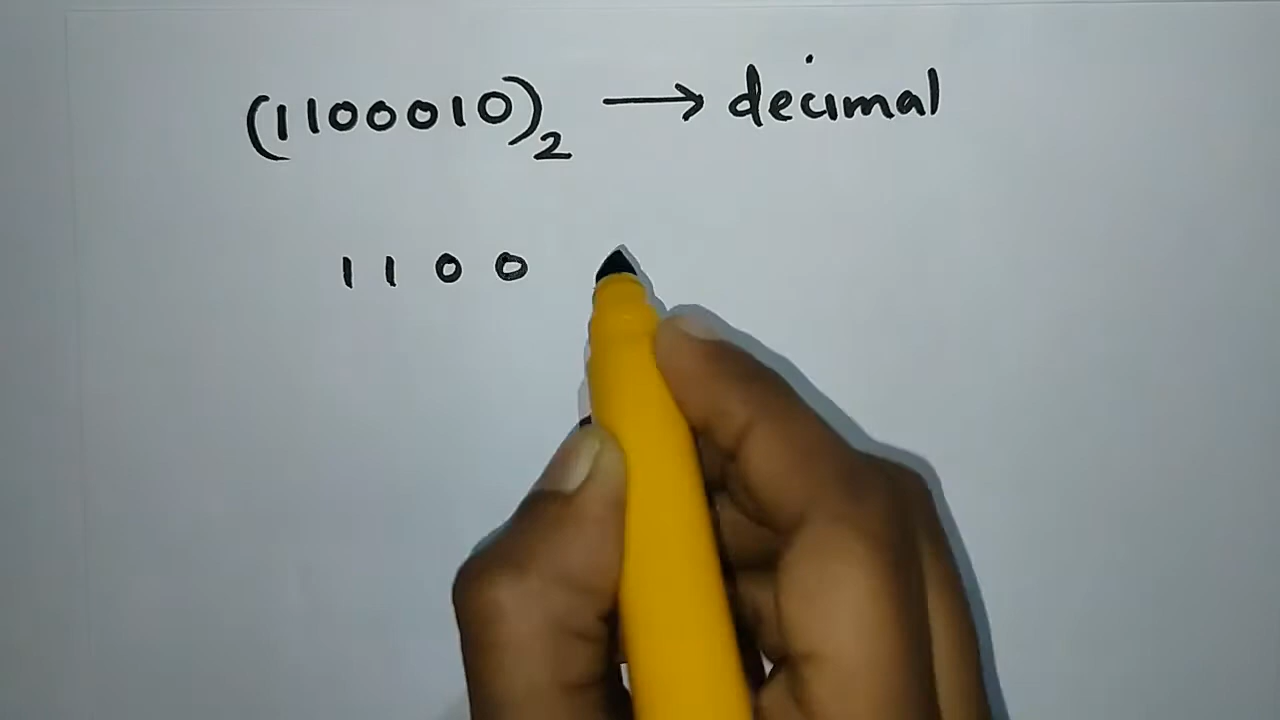 (1100010)2 → decimal
1 1 0 0